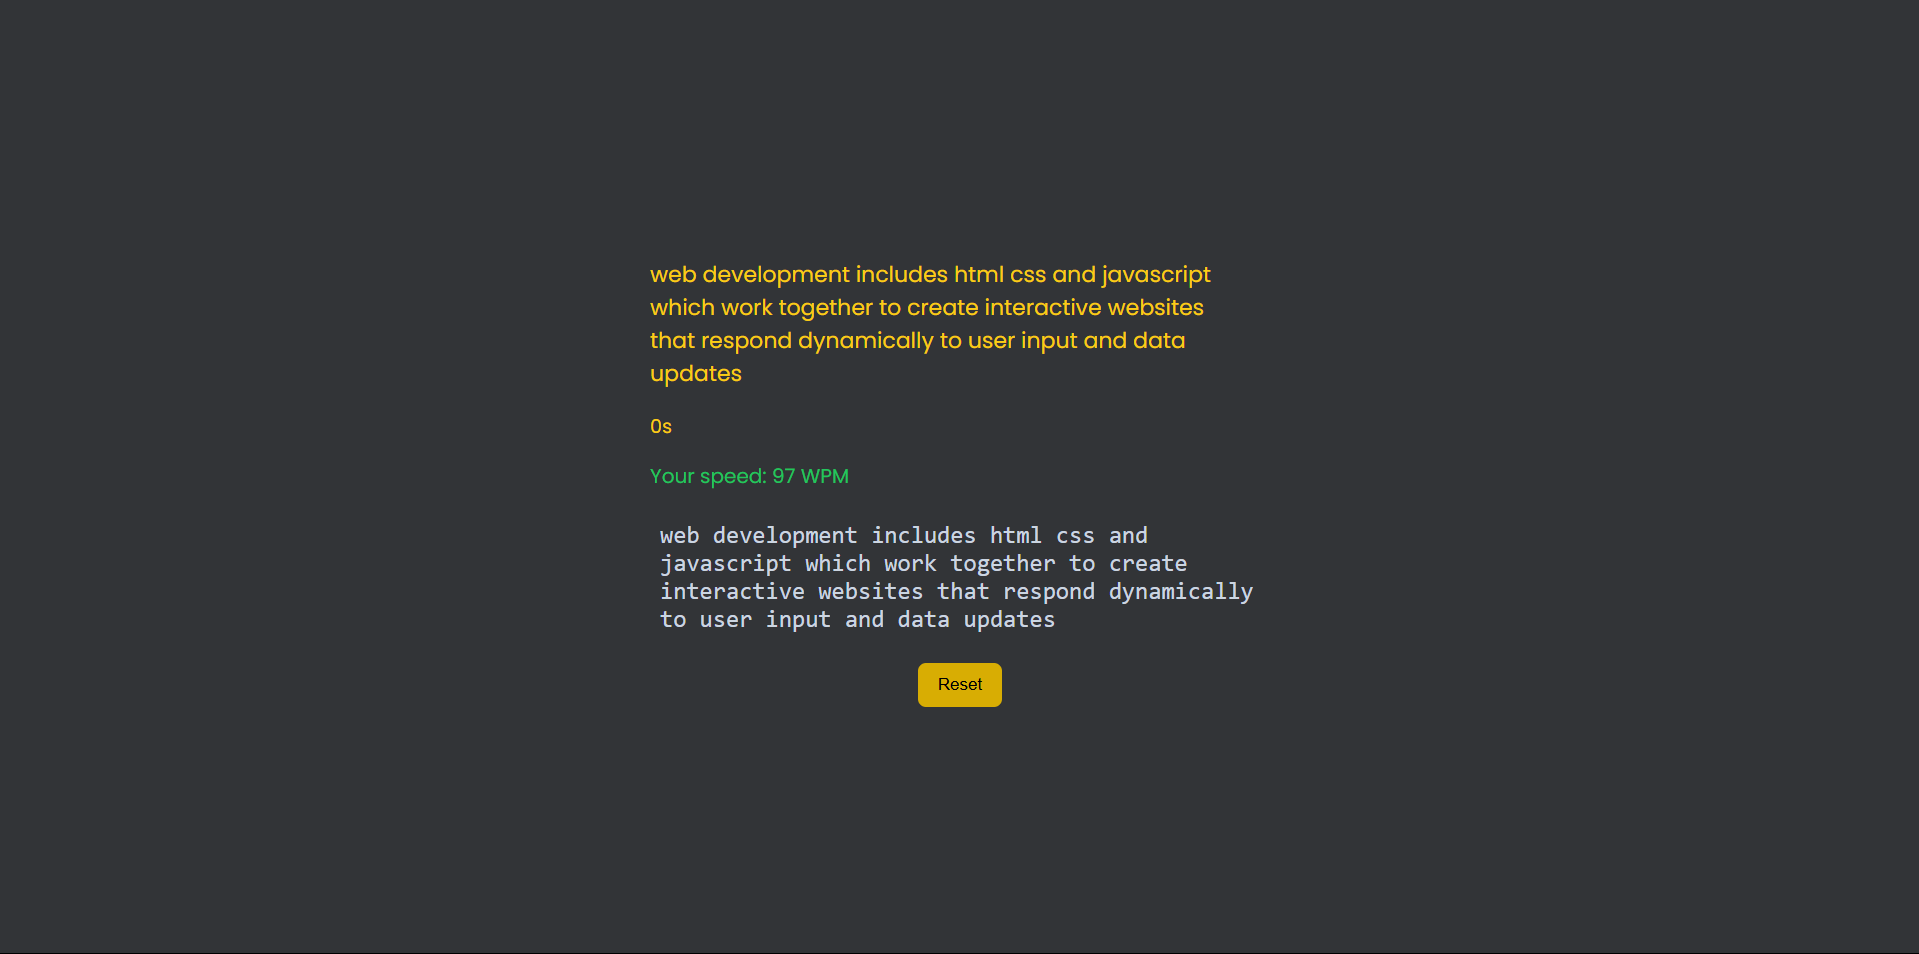 web development includes html css and javascript
which work together to create interactive websites
that respond dynamically to user input and data
updates
0s
Your speed: 97 WPM
web development includes html css and
javascript which work together to create
interactive websites that respond dynamically
to user input and data updates
Reset